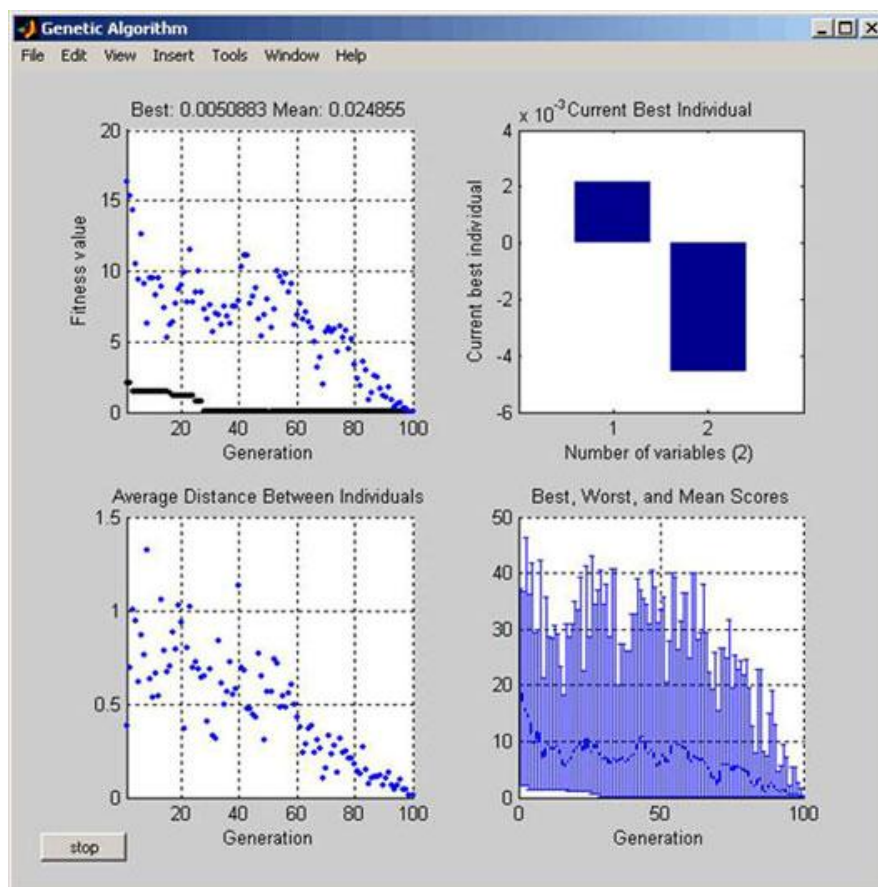 Genetic Algorithm
File Edit View Insert Tools Window Help
Best: 0.0050883 Mean: 0.024855
20
15
10
5
0
Fitness value
20 40 60 80 100
Generation
x 10^-3 Current Best Individual
4
2
0
-2
-4
-6
Current best individual
1 2
Number of variables (2)
Average Distance Between Individuals
1.5
1
0.5
0
20 40 60 80 100
Generation
Best, Worst, and Mean Scores
50
40
30
20
10
0
0 50 100
Generation
stop